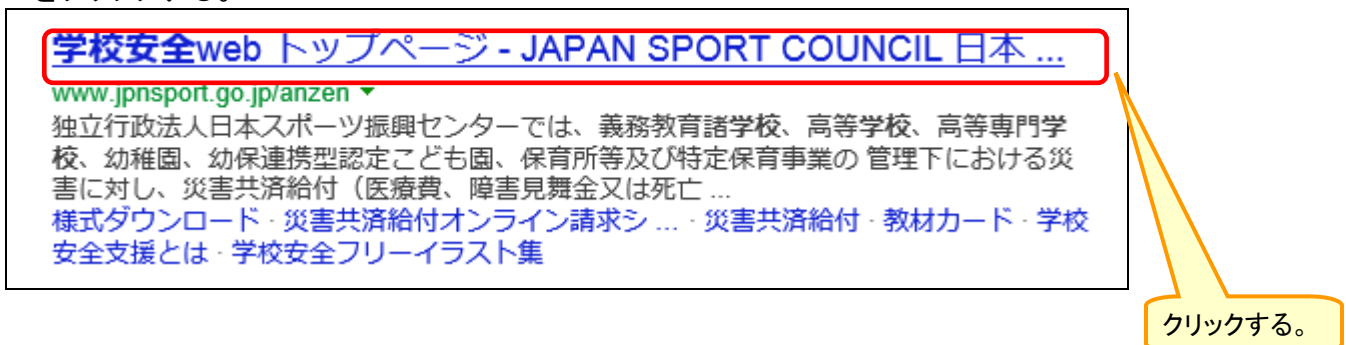 をクリックする。
学校安全web トップページ - JAPAN SPORT COUNCIL 日本 ...
www.jpnsport.go.jp/anzen
独立行政法人日本スポーツ振興センターでは、義務教育諸学校、高等学校、高等専門学
校、幼稚園、幼保連携型認定こども園、保育所等及び特定保育事業の 管理下における災
害に対し、災害共済給付（医療費、障害見舞金又は死亡 ...
様式ダウンロード · 災害共済給付オンライン請求シ ... · 災害共済給付 · 教材カード · 学校
安全支援とは · 学校安全フリーイラスト集
クリックする。